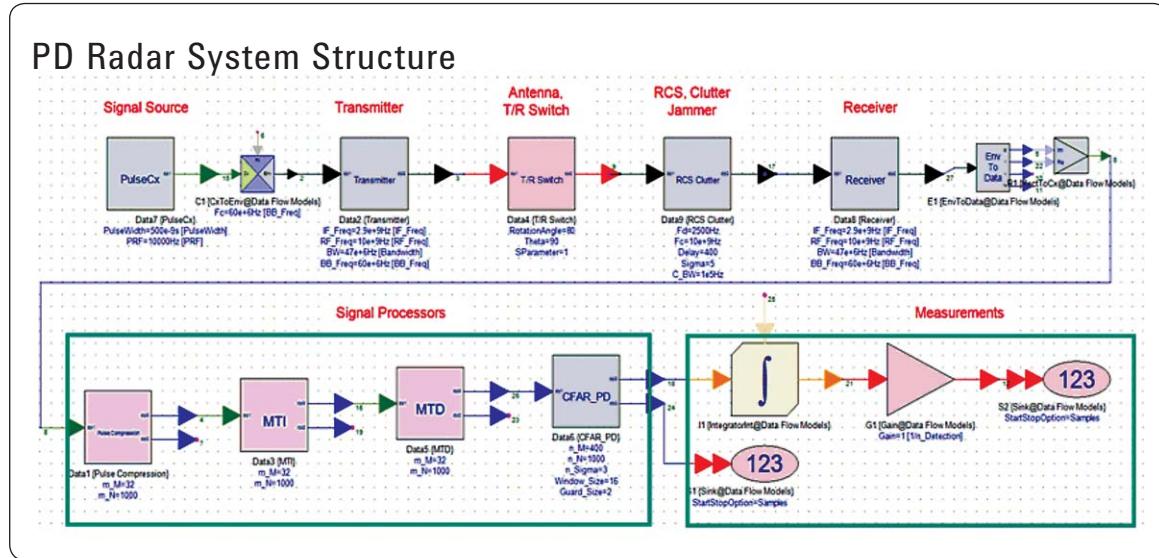 PD Radar System Structure
Signal Source
Transmitter
Antenna,
T/R Switch
RCS, Clutter
Jammer
Receiver
PulseCx
Transmitter
T/R Switch
RCS Clutter
Receiver
Env
To
Data
C1 {CxToEnv@Data Flow Models}
Fc=60e+6Hz [BB_Freq]
E1 {EnvToData@Data Flow Models}
Data7 {PulseCx}
PulseWidth=500e-9s [PulseWidth]
PRF=10000Hz [PRF]
Data2 {Transmitter}
IF_Freq=2.9e+9Hz [IF_Freq]
RF_Freq=10e+9Hz [RF_Freq]
BW=47e+6Hz [Bandwidth]
BB_Freq=60e+6Hz [BB_Freq]
Data4 {T/R Switch}
RotationAngle=80
Theta=90
SParameter=1
Data9 {RCS Clutter}
Fd=2500Hz
Fc=10e+9Hz
Delay=400
Sigma=5
C_BW=1e5Hz
Data8 {Receiver}
IF_Freq=2.9e+9Hz [IF_Freq]
RF_Freq=10e+9Hz [RF_Freq]
BW=47e+6Hz [Bandwidth]
BB_Freq=60e+6Hz [BB_Freq]
Signal Processors
Measurements
Pulse Compression
MTI
MTD
CFAR_PD
123
123
Data1 {Pulse Compression}
m_M=32
m_N=1000
Data3 {MTI}
m_M=32
m_N=1000
Data5 {MTD}
m_M=32
m_N=1000
Data6 {CFAR_PD}
n_M=400
n_N=1000
n_Sigma=3
Window_Size=16
Guard_Size=2
I1 {IntegratorInt@Data Flow Models}
G1 {Gain@Data Flow Models}
Gain=1 [1/n_Detection]
S2 {Sink@Data Flow Models}
StartStopOption=Samples
{Sink@Data Flow Models}
StartStopOption=Samples